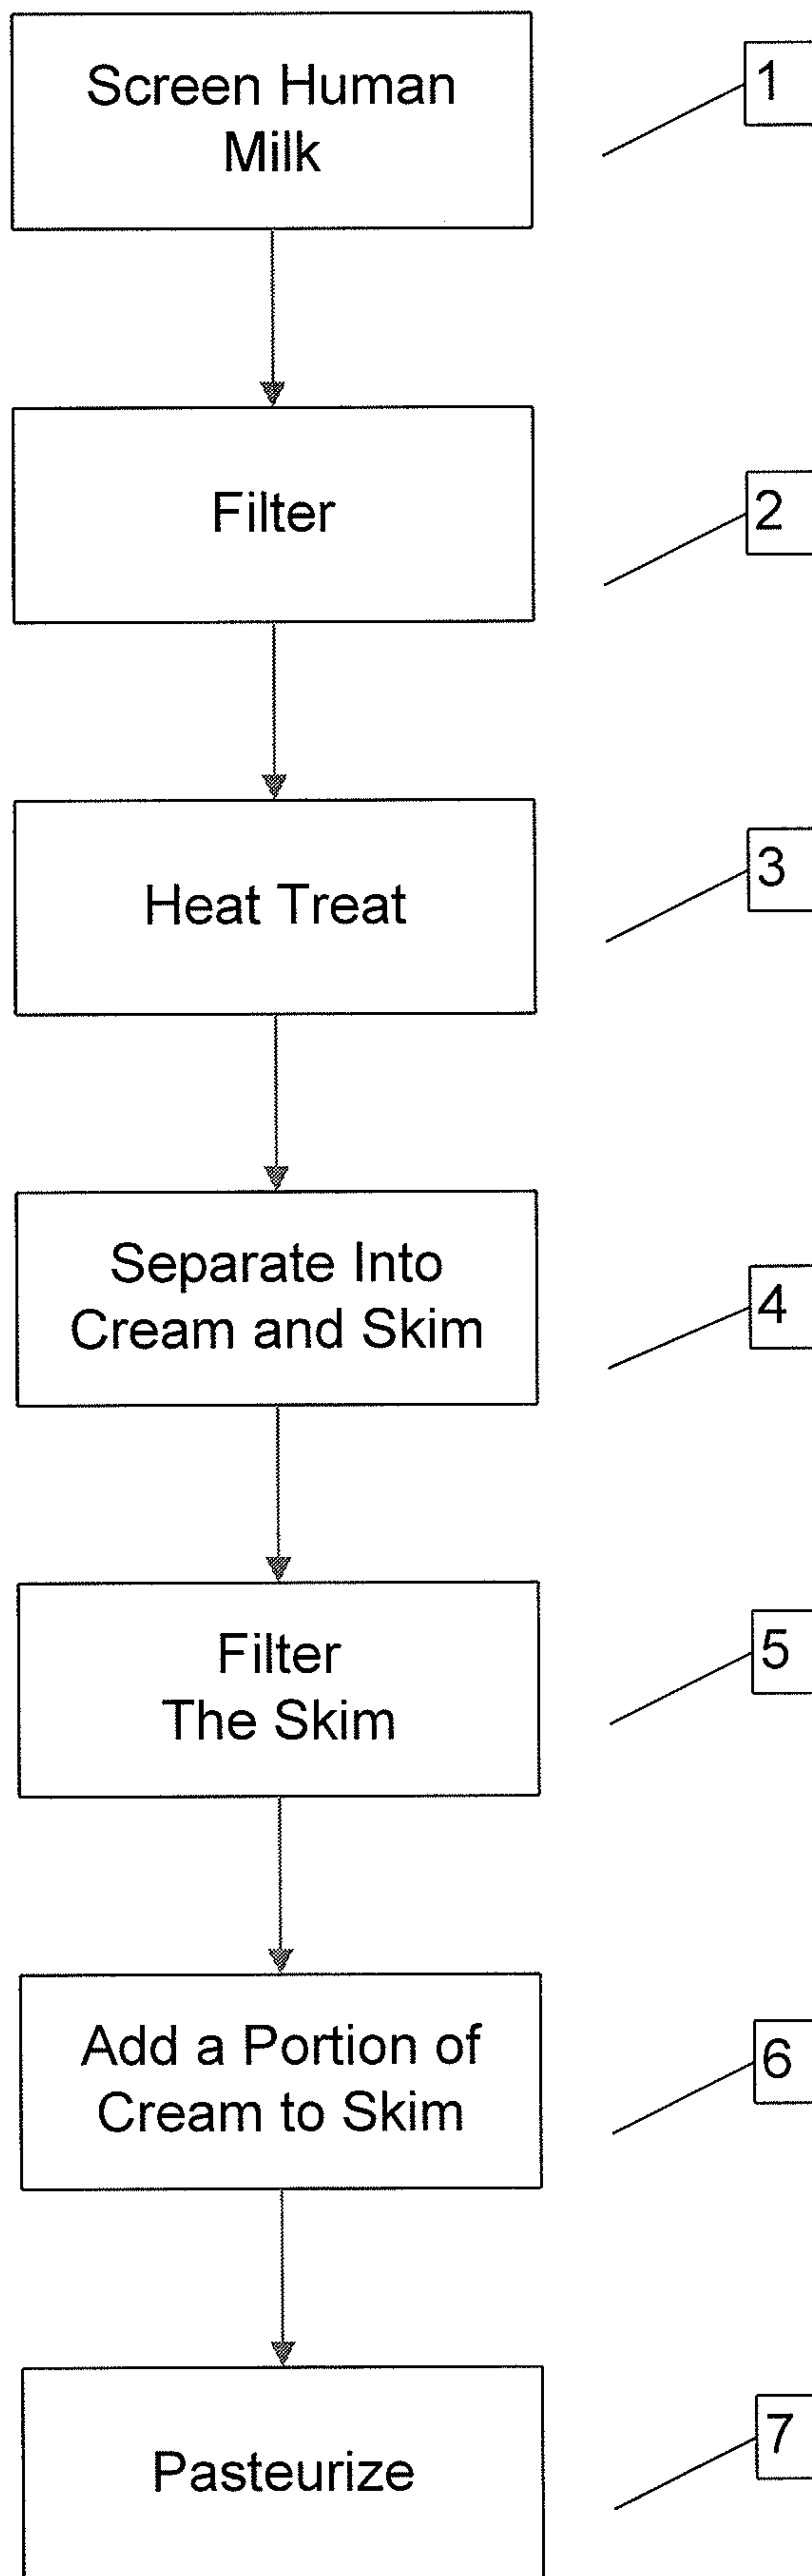 Screen Human
Milk
1
Filter
2
Heat Treat
3
Separate Into
Cream and Skim
4
Filter
The Skim
5
Add a Portion of
Cream to Skim
6
Pasteurize
7